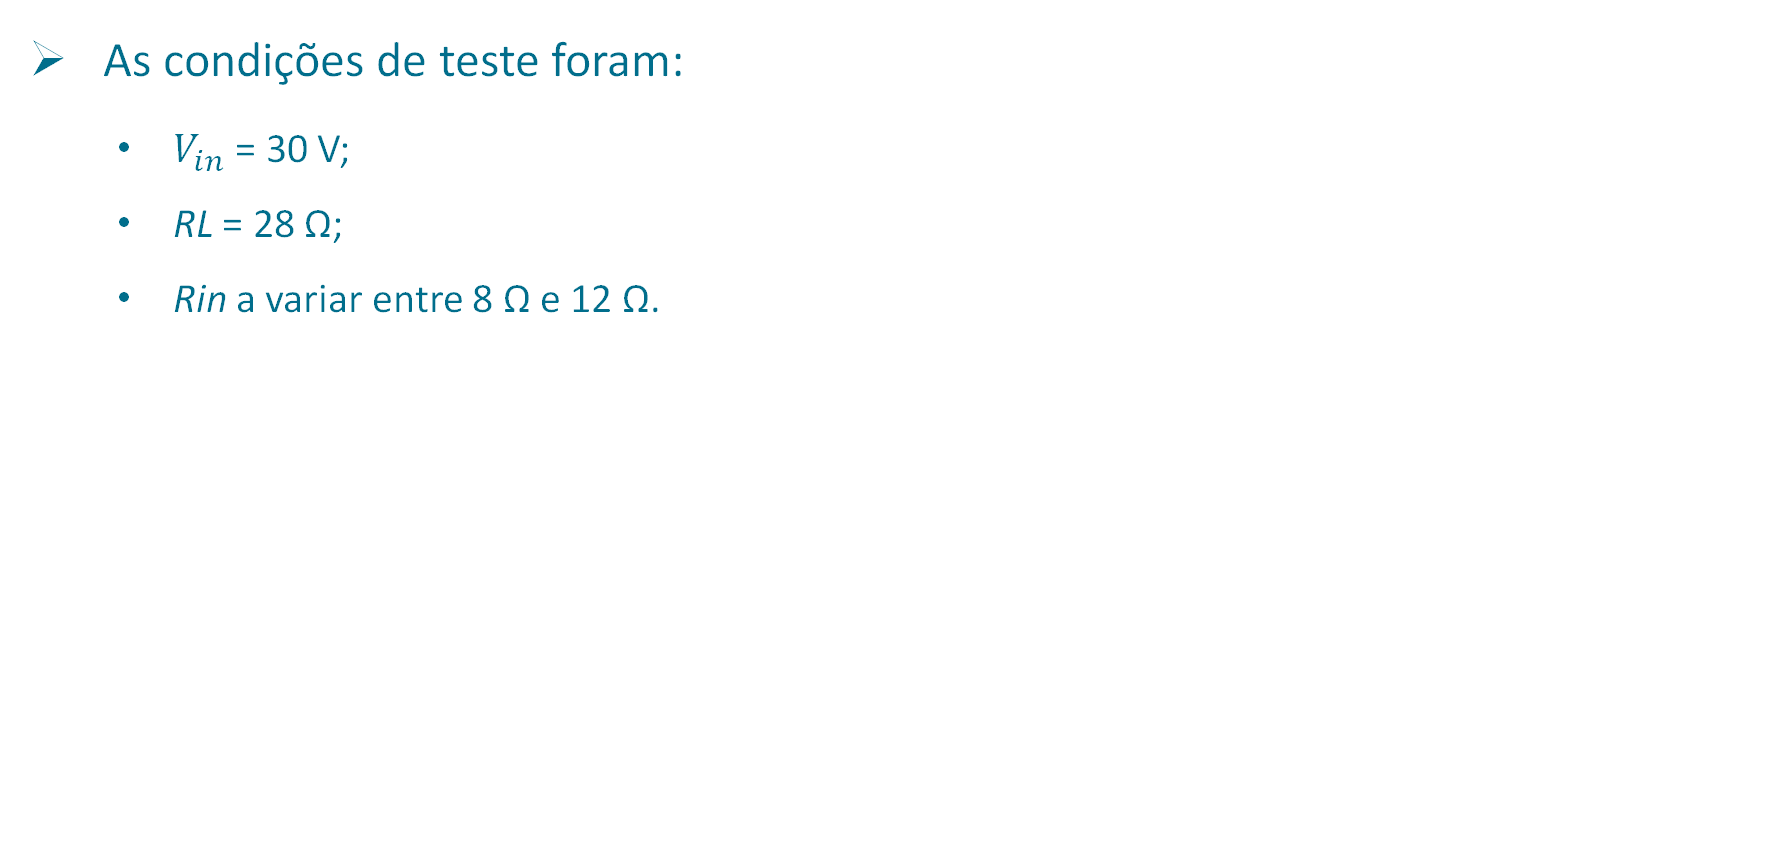 ➢ As condições de teste foram:
• Vin = 30 V;
• RL = 28 Ω;
• Rin a variar entre 8 Ω e 12 Ω.